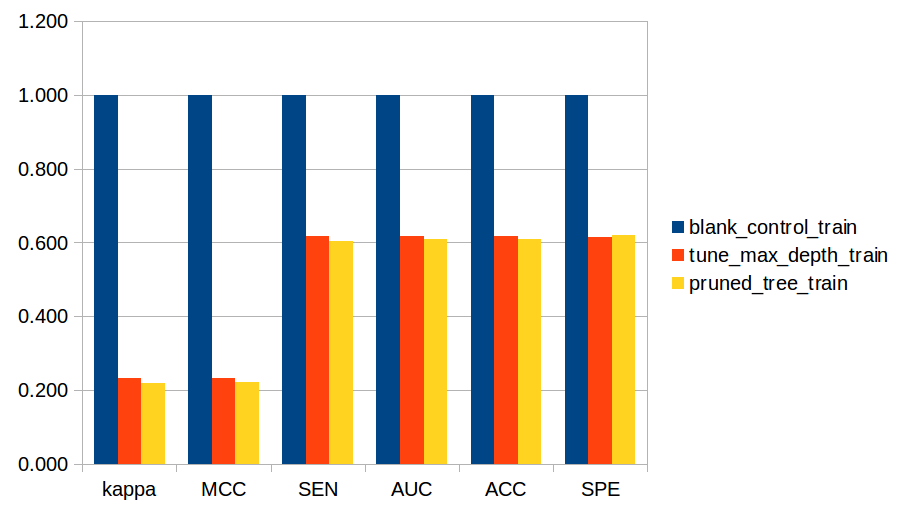 1.200
1.000
0.800
0.600
0.400
0.200
0.000
kappa MCC SEN AUC ACC SPE
blank_control_train
tune_max_depth_train
pruned_tree_train